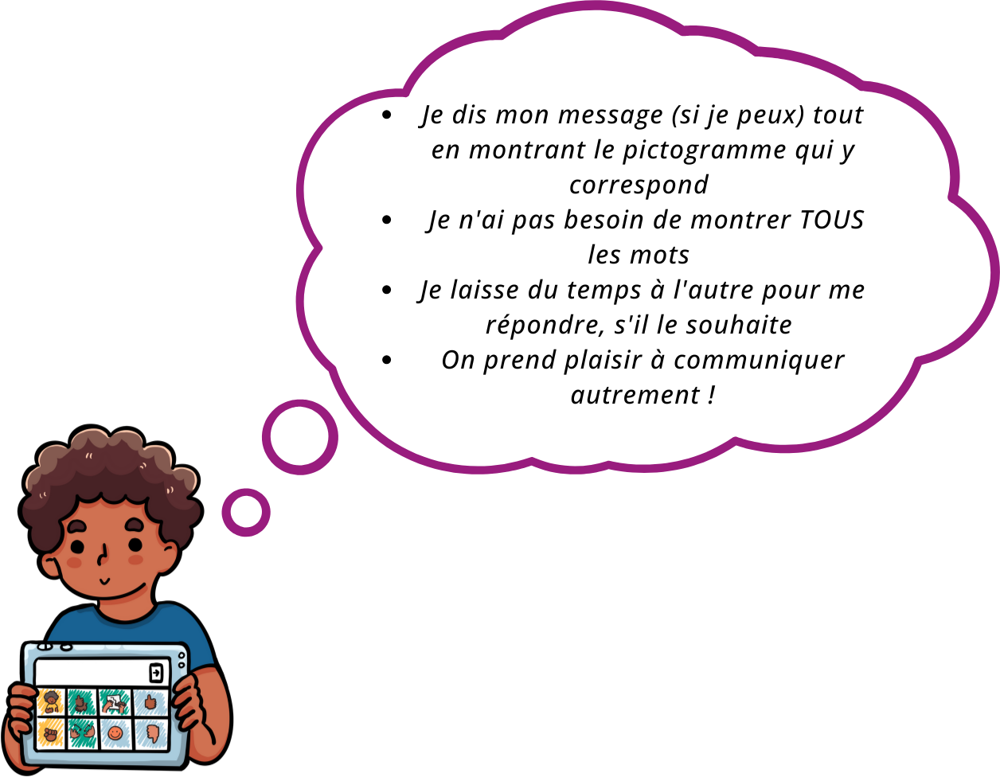 • Je dis mon message (si je peux) tout
en montrant le pictogramme qui y
correspond
• Je n'ai pas besoin de montrer TOUS
les mots
• Je laisse du temps à l'autre pour me
répondre, s'il le souhaite
• On prend plaisir à communiquer
autrement !